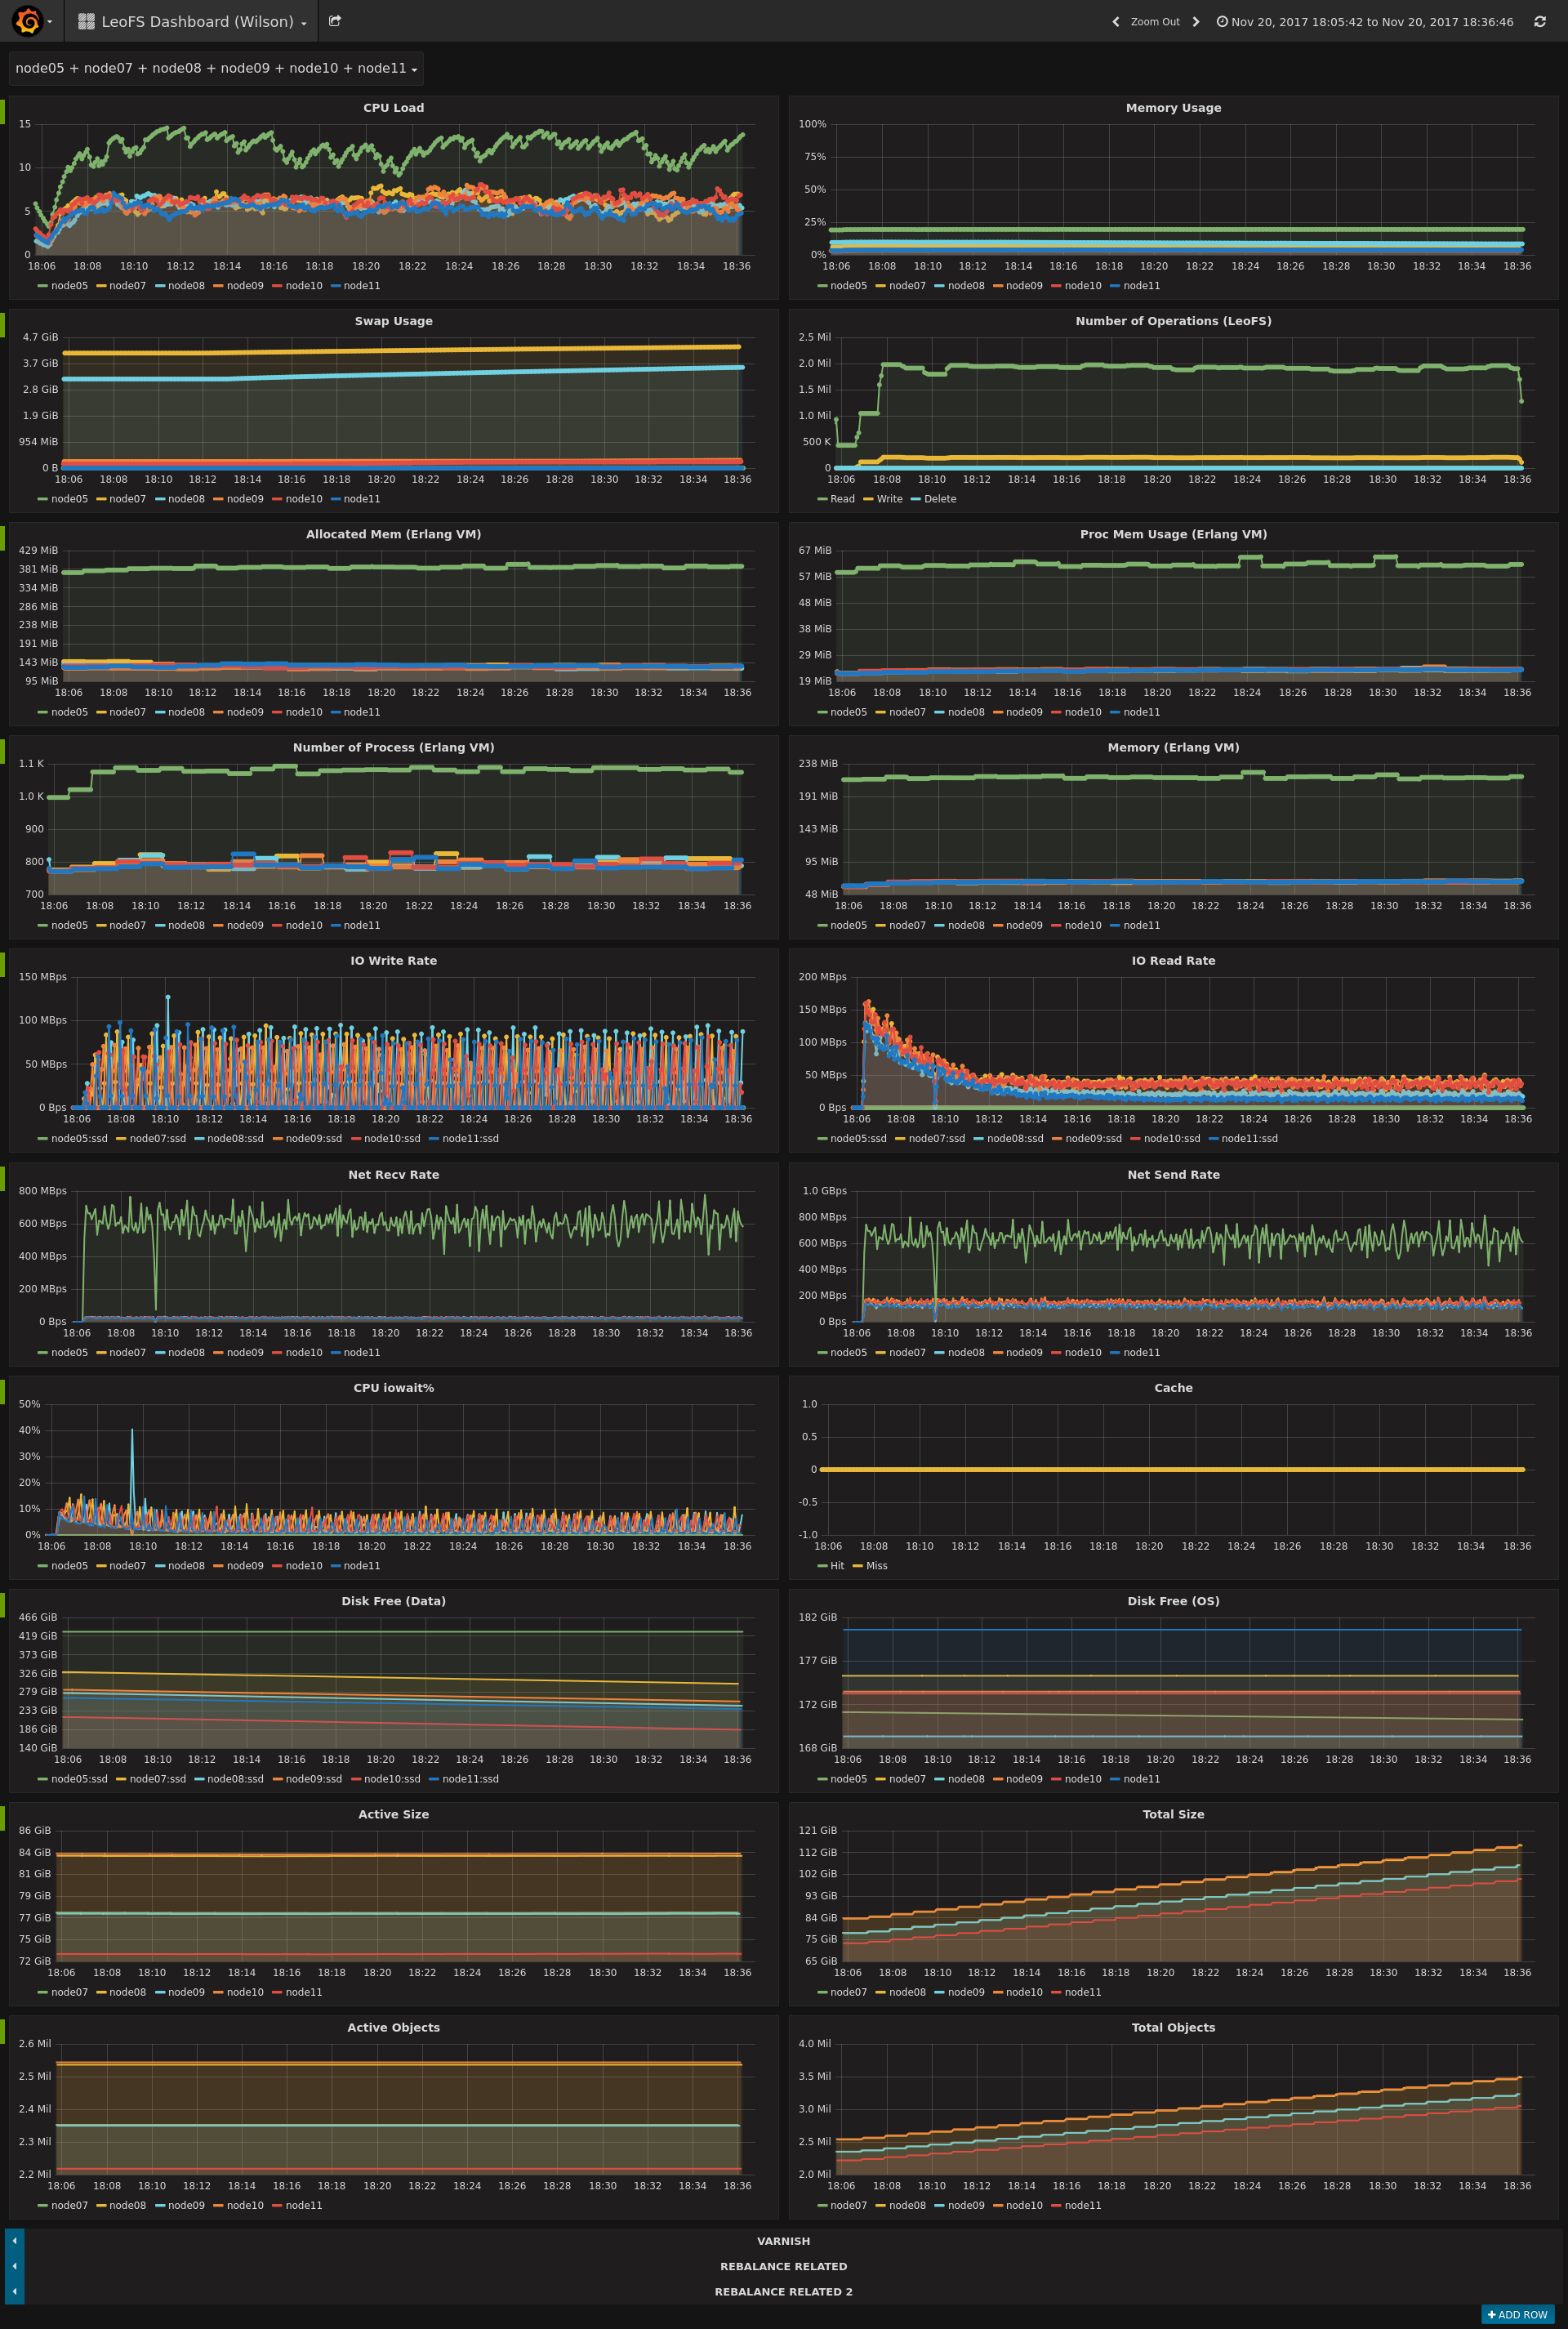 LeoFS Dashboard (Wilson)
Zoom Out
Nov 20, 2017 18:05:42 to Nov 20, 2017 18:36:46
node05 + node07 + node08 + node09 + node10 + node11
CPU Load
15
10
5
0
18:06 18:08 18:10 18:12 18:14 18:16 18:18 18:20 18:22 18:24 18:26 18:28 18:30 18:32 18:34 18:36
node05 node07 node08 node09 node10 node11
Memory Usage
100%
75%
50%
25%
0%
18:06 18:08 18:10 18:12 18:14 18:16 18:18 18:20 18:22 18:24 18:26 18:28 18:30 18:32 18:34 18:36
node05 node07 node08 node09 node10 node11
Swap Usage
4.7 GiB
3.7 GiB
2.8 GiB
1.9 GiB
954 MiB
0 B
18:06 18:08 18:10 18:12 18:14 18:16 18:18 18:20 18:22 18:24 18:26 18:28 18:30 18:32 18:34 18:36
node05 node07 node08 node09 node10 node11
Number of Operations (LeoFS)
2.5 Mil
2.0 Mil
1.5 Mil
1.0 Mil
500 K
0
18:06 18:08 18:10 18:12 18:14 18:16 18:18 18:20 18:22 18:24 18:26 18:28 18:30 18:32 18:34 18:36
Read Write Delete
Allocated Mem (Erlang VM)
429 MiB
381 MiB
334 MiB
286 MiB
238 MiB
191 MiB
143 MiB
95 MiB
18:06 18:08 18:10 18:12 18:14 18:16 18:18 18:20 18:22 18:24 18:26 18:28 18:30 18:32 18:34 18:36
node05 node07 node08 node09 node10 node11
Proc Mem Usage (Erlang VM)
67 MiB
57 MiB
48 MiB
38 MiB
29 MiB
19 MiB
18:06 18:08 18:10 18:12 18:14 18:16 18:18 18:20 18:22 18:24 18:26 18:28 18:30 18:32 18:34 18:36
node05 node07 node08 node09 node10 node11
Number of Process (Erlang VM)
1.1 K
1.0 K
900
800
700
18:06 18:08 18:10 18:12 18:14 18:16 18:18 18:20 18:22 18:24 18:26 18:28 18:30 18:32 18:34 18:36
node05 node07 node08 node09 node10 node11
Memory (Erlang VM)
238 MiB
191 MiB
143 MiB
95 MiB
48 MiB
18:06 18:08 18:10 18:12 18:14 18:16 18:18 18:20 18:22 18:24 18:26 18:28 18:30 18:32 18:34 18:36
node05 node07 node08 node09 node10 node11
IO Write Rate
150 MBps
100 MBps
50 MBps
0 Bps
18:06 18:08 18:10 18:12 18:14 18:16 18:18 18:20 18:22 18:24 18:26 18:28 18:30 18:32 18:34 18:36
node05:ssd node07:ssd node08:ssd node09:ssd node10:ssd node11:ssd
IO Read Rate
200 MBps
150 MBps
100 MBps
50 MBps
0 Bps
18:06 18:08 18:10 18:12 18:14 18:16 18:18 18:20 18:22 18:24 18:26 18:28 18:30 18:32 18:34 18:36
node05:ssd node07:ssd node08:ssd node09:ssd node10:ssd node11:ssd
Net Recv Rate
800 MBps
600 MBps
400 MBps
200 MBps
0 Bps
18:06 18:08 18:10 18:12 18:14 18:16 18:18 18:20 18:22 18:24 18:26 18:28 18:30 18:32 18:34 18:36
node05 node07 node08 node09 node10 node11
Net Send Rate
1.0 GBps
800 MBps
600 MBps
400 MBps
200 MBps
0 Bps
18:06 18:08 18:10 18:12 18:14 18:16 18:18 18:20 18:22 18:24 18:26 18:28 18:30 18:32 18:34 18:36
node05 node07 node08 node09 node10 node11
CPU iowait%
50%
40%
30%
20%
10%
0%
18:06 18:08 18:10 18:12 18:14 18:16 18:18 18:20 18:22 18:24 18:26 18:28 18:30 18:32 18:34 18:36
node05 node07 node08 node09 node10 node11
Cache
1.0
0.5
0
-0.5
-1.0
18:06 18:08 18:10 18:12 18:14 18:16 18:18 18:20 18:22 18:24 18:26 18:28 18:30 18:32 18:34 18:36
Hit Miss
Disk Free (Data)
466 GiB
419 GiB
373 GiB
326 GiB
279 GiB
233 GiB
186 GiB
140 GiB
18:06 18:08 18:10 18:12 18:14 18:16 18:18 18:20 18:22 18:24 18:26 18:28 18:30 18:32 18:34 18:36
node05:ssd node07:ssd node08:ssd node09:ssd node10:ssd node11:ssd
Disk Free (OS)
182 GiB
177 GiB
172 GiB
168 GiB
18:06 18:08 18:10 18:12 18:14 18:16 18:18 18:20 18:22 18:24 18:26 18:28 18:30 18:32 18:34 18:36
node05 node07 node08 node09 node10 node11
Active Size
86 GiB
84 GiB
81 GiB
79 GiB
77 GiB
75 GiB
72 GiB
18:06 18:08 18:10 18:12 18:14 18:16 18:18 18:20 18:22 18:24 18:26 18:28 18:30 18:32 18:34 18:36
node07 node08 node09 node10 node11
Total Size
121 GiB
112 GiB
102 GiB
93 GiB
84 GiB
75 GiB
65 GiB
18:06 18:08 18:10 18:12 18:14 18:16 18:18 18:20 18:22 18:24 18:26 18:28 18:30 18:32 18:34 18:36
node07 node08 node09 node10 node11
Active Objects
2.6 Mil
2.5 Mil
2.4 Mil
2.3 Mil
2.2 Mil
18:06 18:08 18:10 18:12 18:14 18:16 18:18 18:20 18:22 18:24 18:26 18:28 18:30 18:32 18:34 18:36
node07 node08 node09 node10 node11
Total Objects
4.0 Mil
3.5 Mil
3.0 Mil
2.5 Mil
2.0 Mil
18:06 18:08 18:10 18:12 18:14 18:16 18:18 18:20 18:22 18:24 18:26 18:28 18:30 18:32 18:34 18:36
node07 node08 node09 node10 node11
VARNISH
REBALANCE RELATED
REBALANCE RELATED 2
ADD ROW